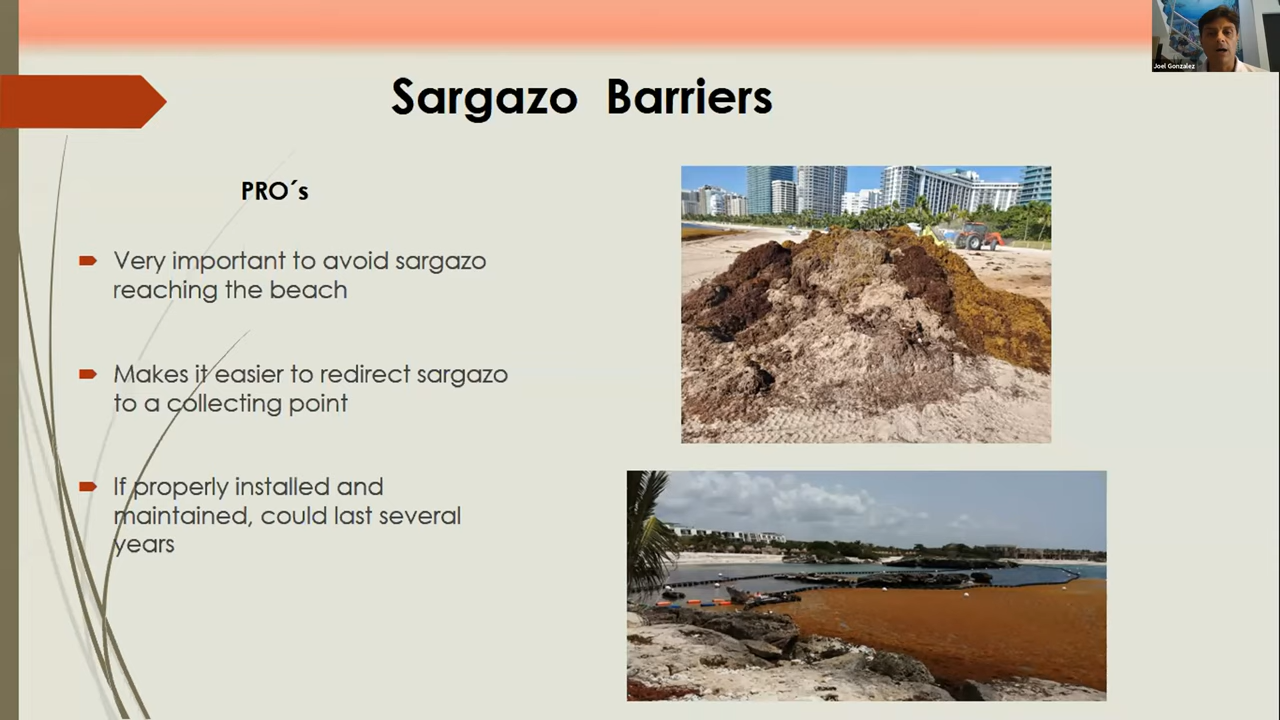 Joel Gonzalez
Sargazo Barriers
PRO´s
Very important to avoid sargazo
reaching the beach
Makes it easier to redirect sargazo
to a collecting point
If properly installed and
maintained, could last several
years